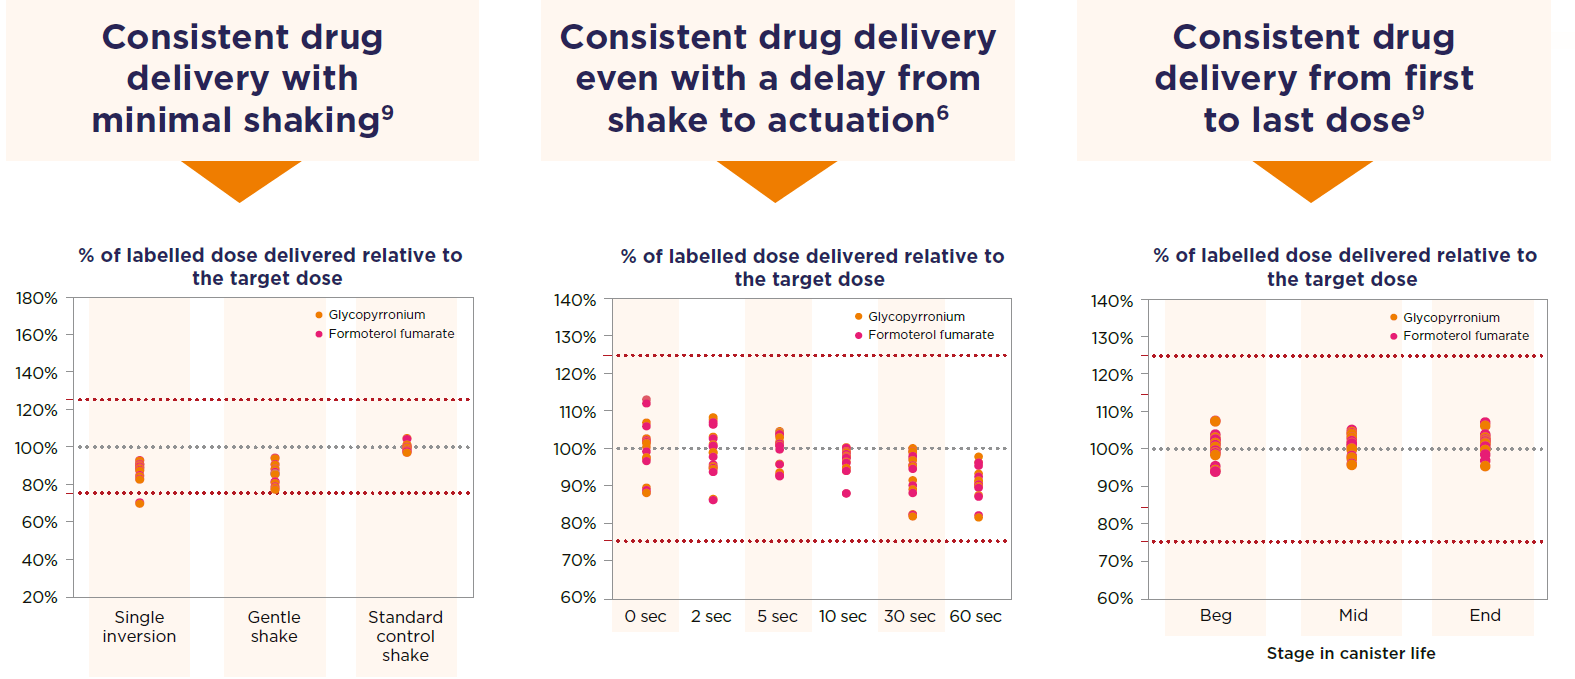 Consistent drug
delivery with
minimal shaking⁹
% of labelled dose delivered relative to
the target dose
180%
160%
140%
120%
100%
80%
60%
40%
20%
Glycopyrronium
Formoterol fumarate
Single
inversion
Gentle
shake
Standard
control
shake
Consistent drug delivery
even with a delay from
shake to actuation⁶
% of labelled dose delivered relative to
the target dose
140%
130%
120%
110%
100%
90%
80%
70%
60%
Glycopyrronium
Formoterol fumarate
0 sec
2 sec
5 sec
10 sec
30 sec
60 sec
Consistent drug
delivery from first
to last dose⁹
% of labelled dose delivered relative to
the target dose
140%
130%
120%
110%
100%
90%
80%
70%
60%
Glycopyrronium
Formoterol fumarate
Beg
Mid
End
Stage in canister life